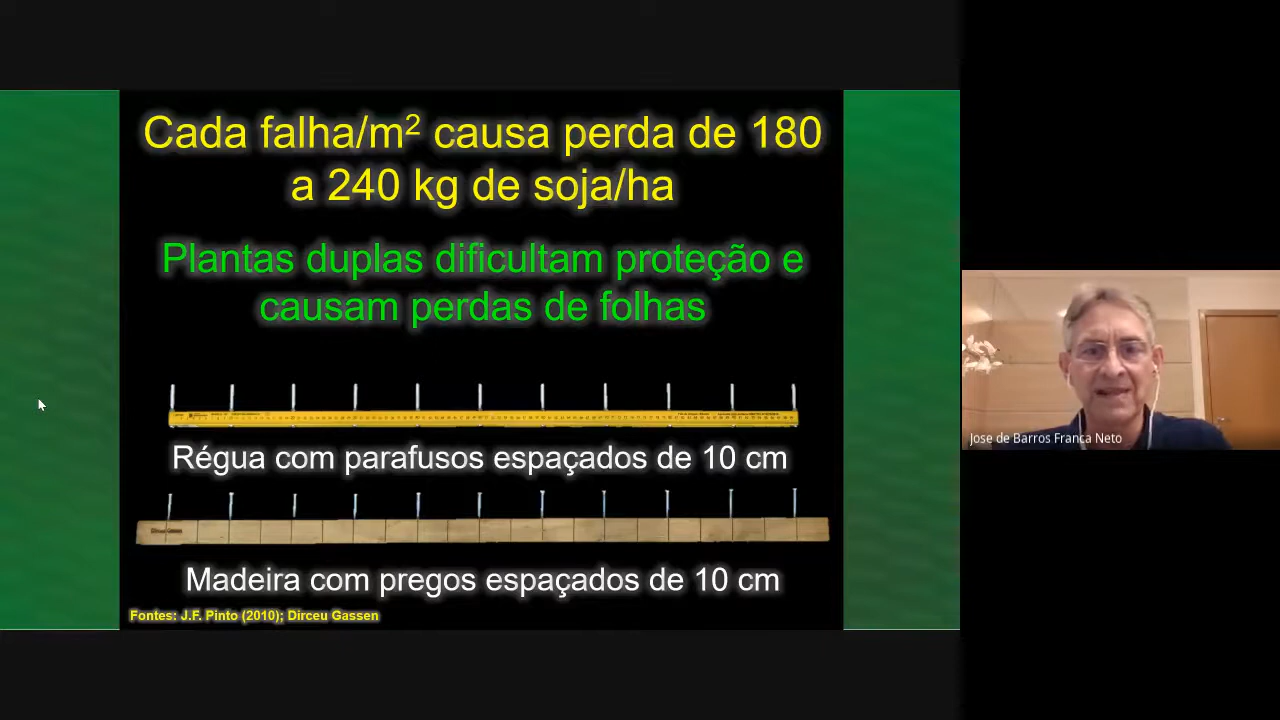 Cada falha/m² causa perda de 180
a 240 kg de soja/ha
Plantas duplas dificultam proteção e
causam perdas de folhas
Régua com parafusos espaçados de 10 cm
Madeira com pregos espaçados de 10 cm
Fontes: J.F. Pinto (2010); Dirceu Gassen
Jose de Barros Franca Neto